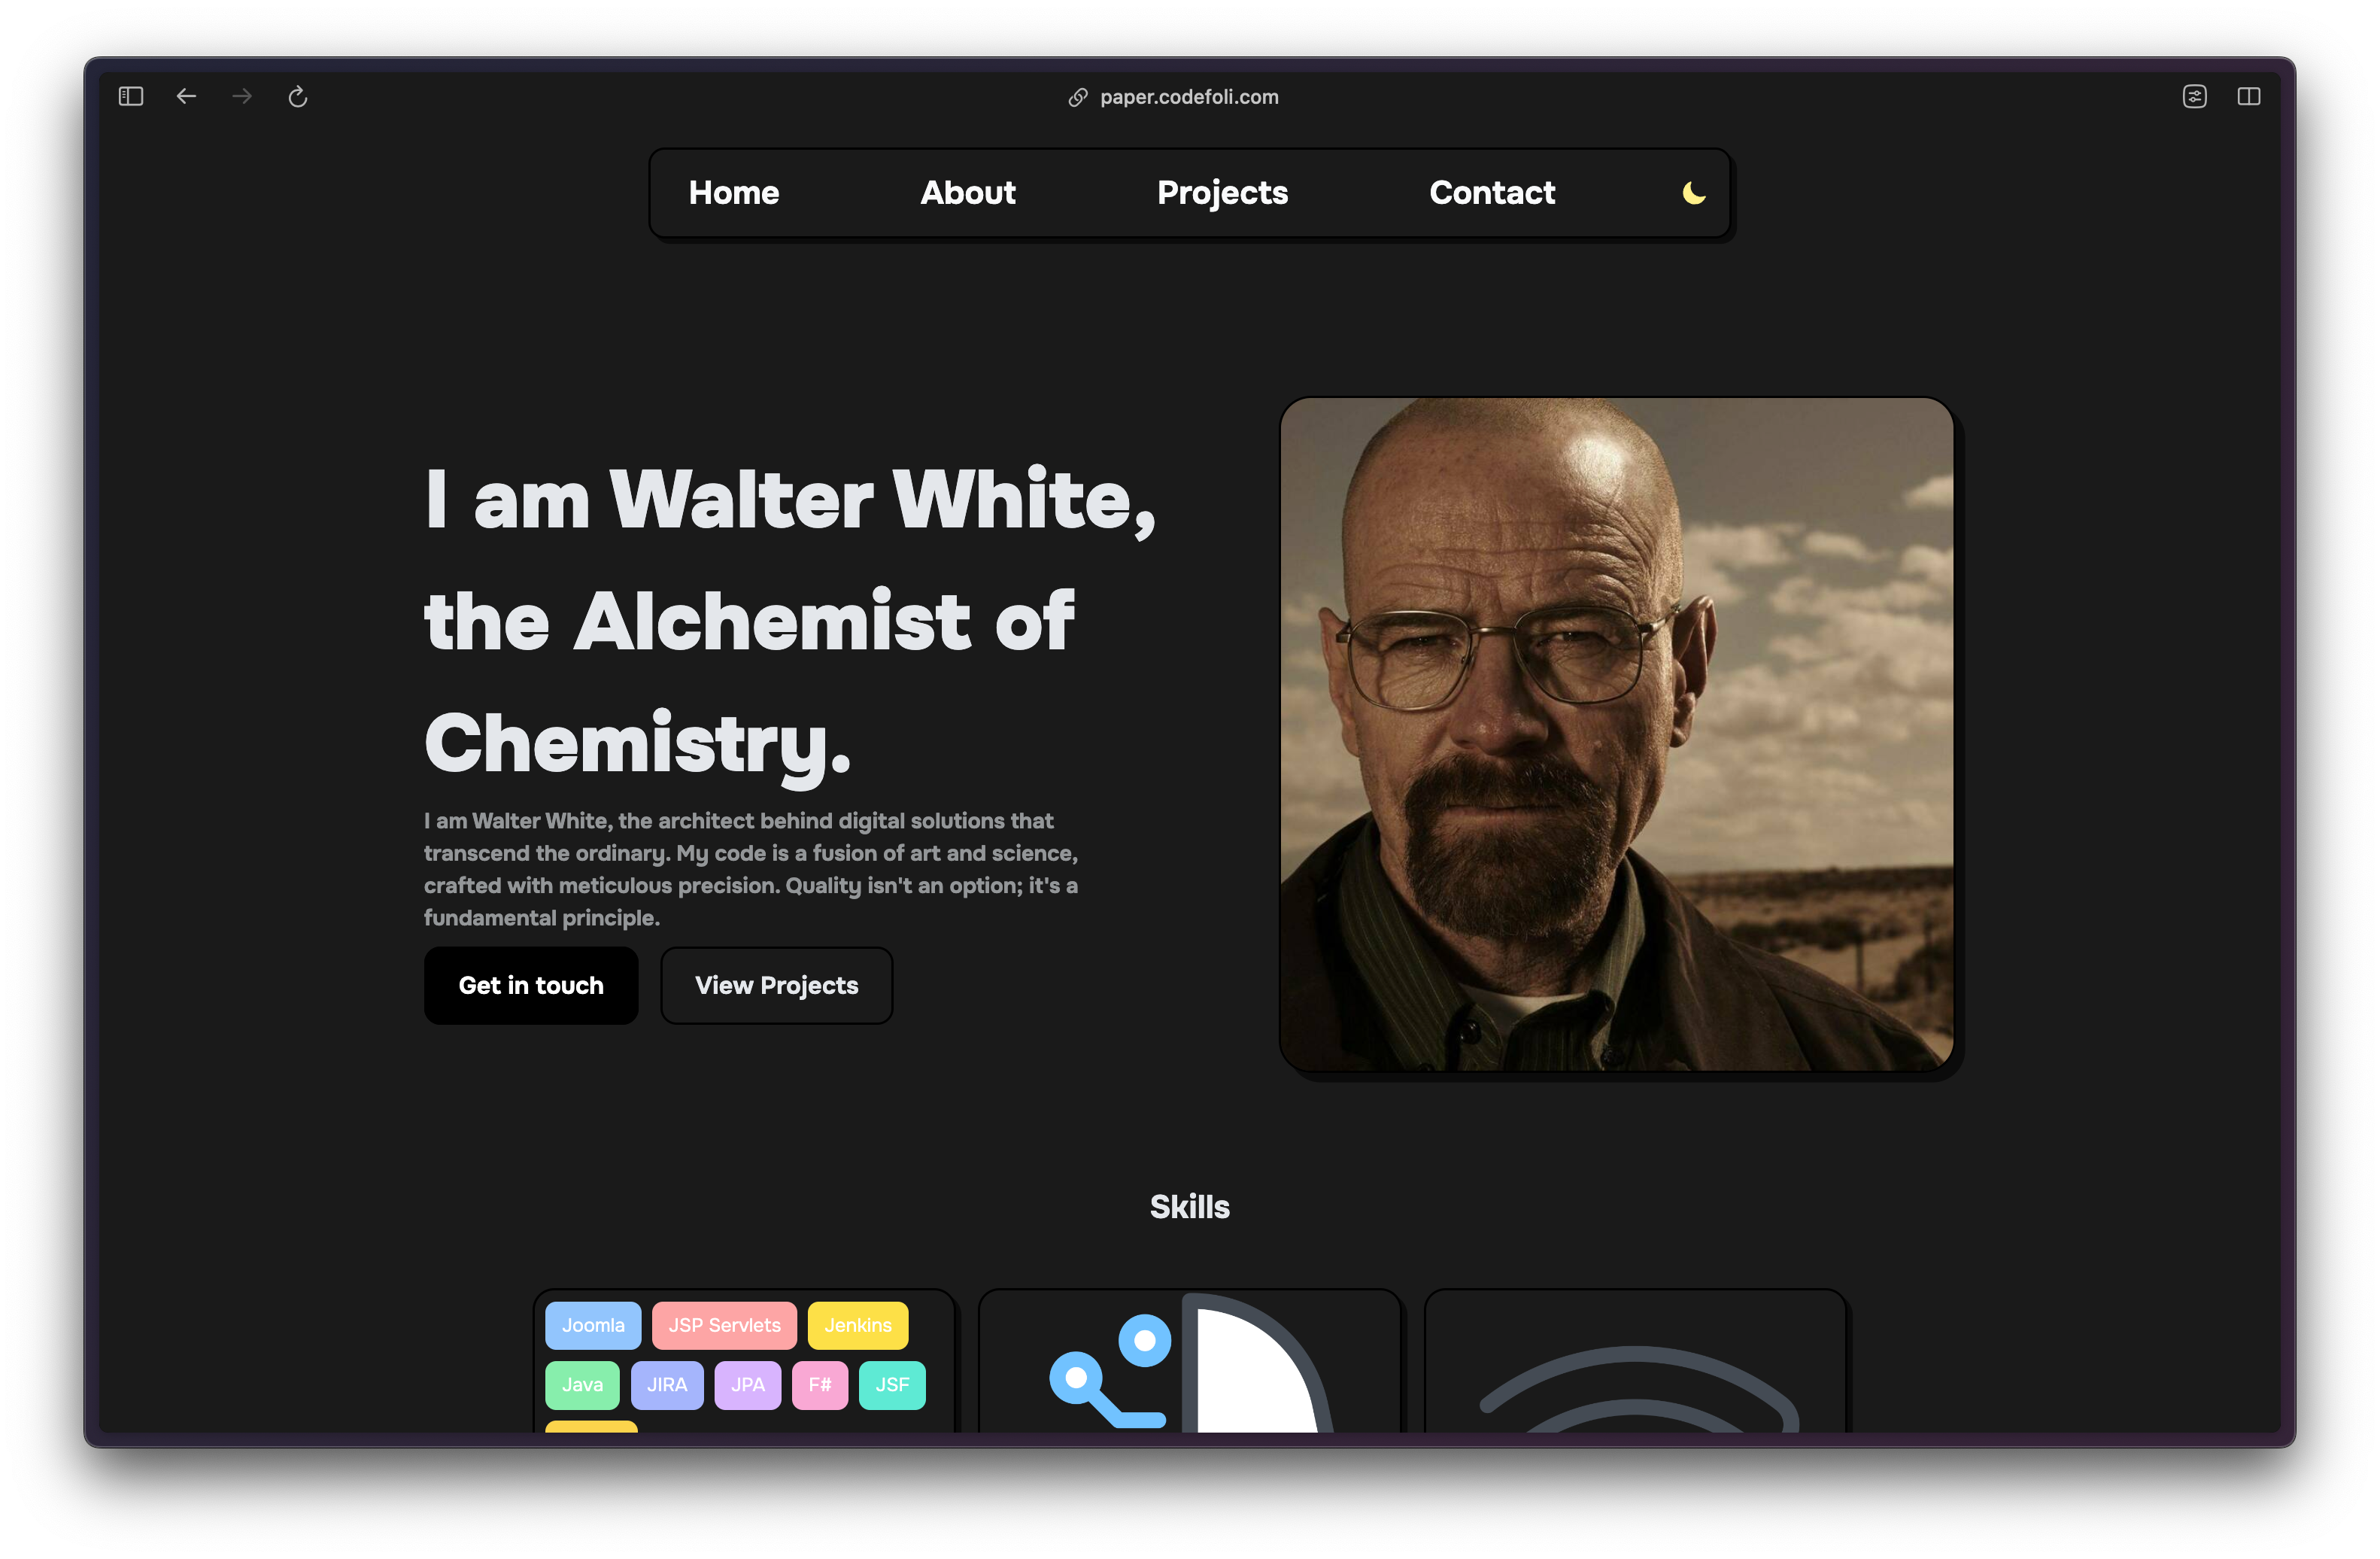 paper.codefoli.com
Home About Projects Contact
I am Walter White,
the Alchemist of
Chemistry.
I am Walter White, the architect behind digital solutions that
transcend the ordinary. My code is a fusion of art and science,
crafted with meticulous precision. Quality isn't an option; it's a
fundamental principle.
Get in touch View Projects
Skills
Joomla JSP Servlets Jenkins
Java JIRA JPA F# JSF